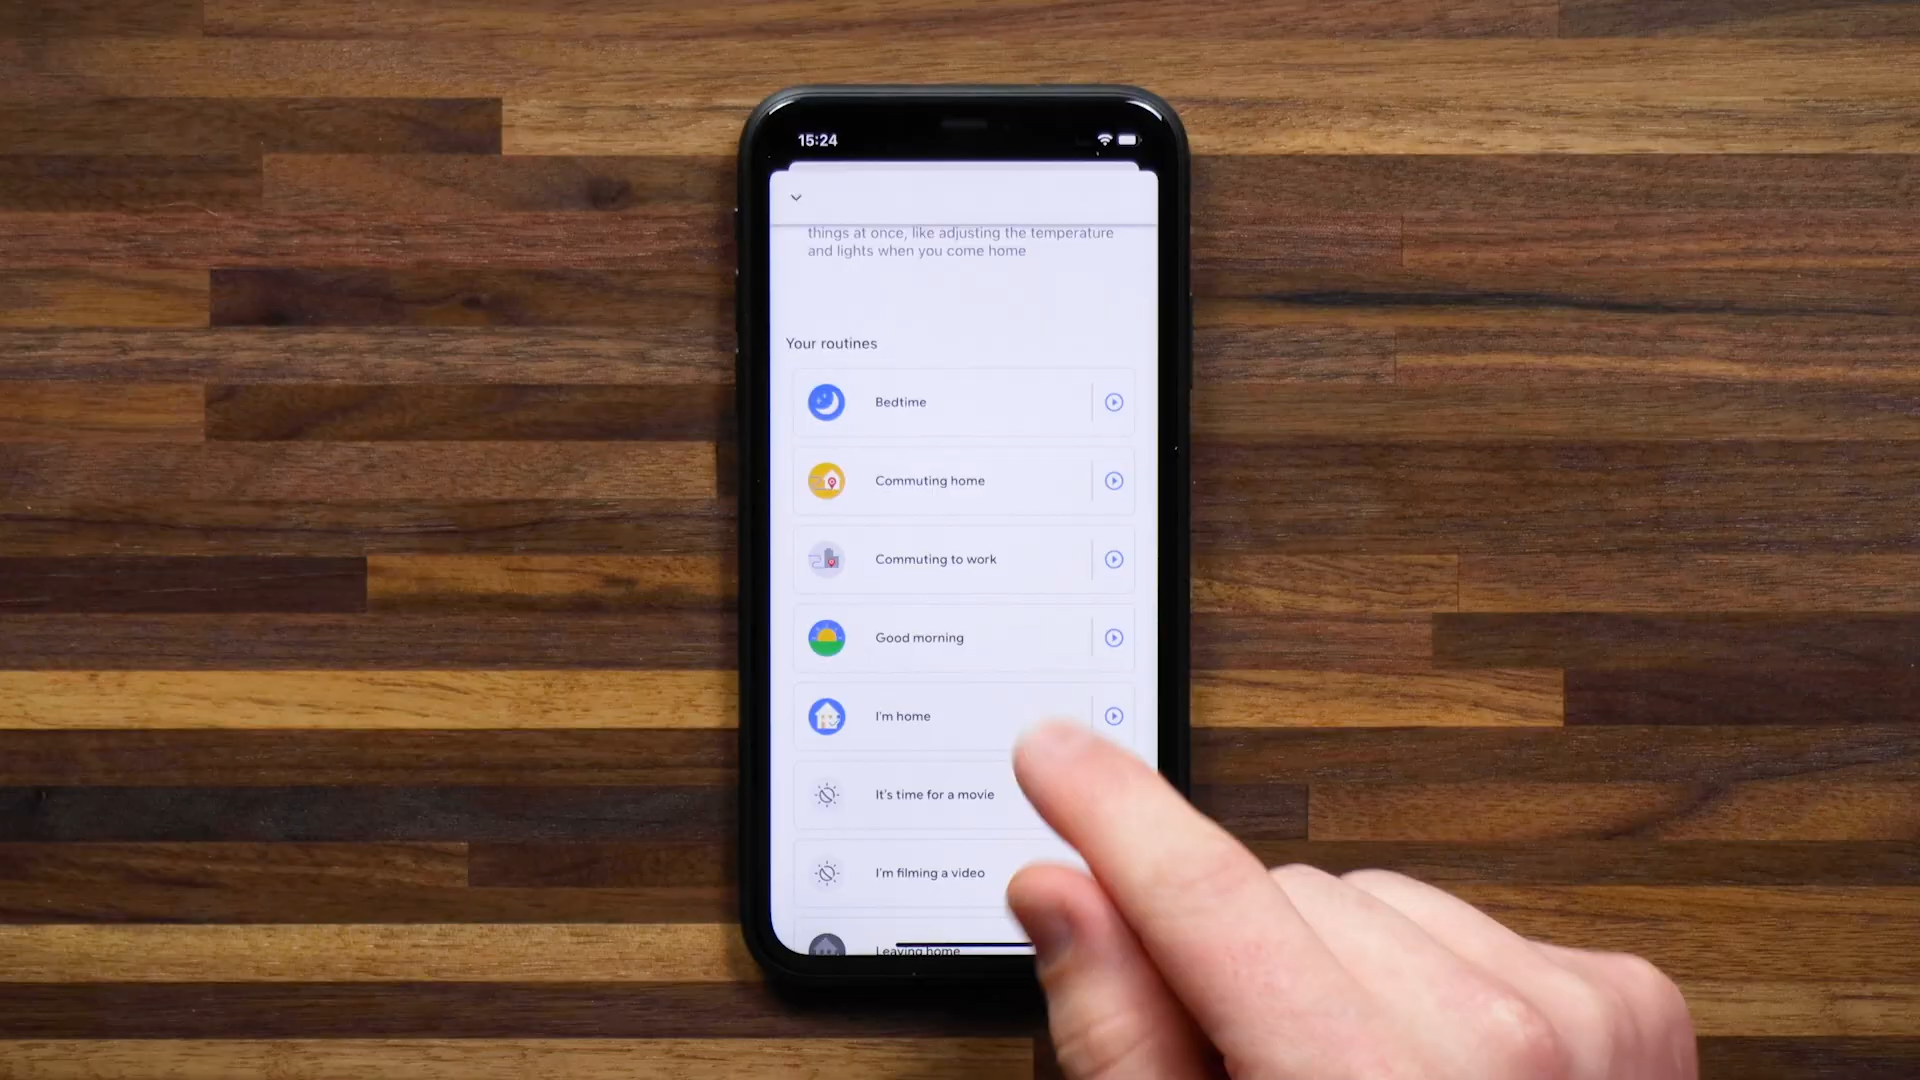 15:24
things at once, like adjusting the temperature
and lights when you come home
Your routines
Bedtime
Commuting home
Commuting to work
Good morning
I'm home
It's time for a movie
I'm filming a video
Leaving home